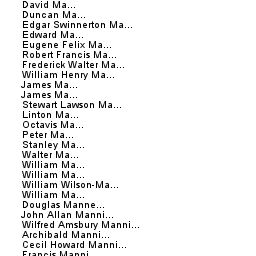 David Ma...
Duncan Ma...
Edgar Swinnerton Ma...
Edward Ma...
Eugene Felix Ma...
Robert Francis Ma...
Frederick Walter Ma...
William Henry Ma...
James Ma...
James Ma...
Stewart Lawson Ma...
Linton Ma...
Octavis Ma...
Peter Ma...
Stanley Ma...
Walter Ma...
William Ma...
William Ma...
William Wilson-Ma...
William Ma...
Douglas Manne...
John Allan Manni...
Wilfred Amsbury Manni...
Archibald Manni...
Cecil Howard Manni...
Francis Manni